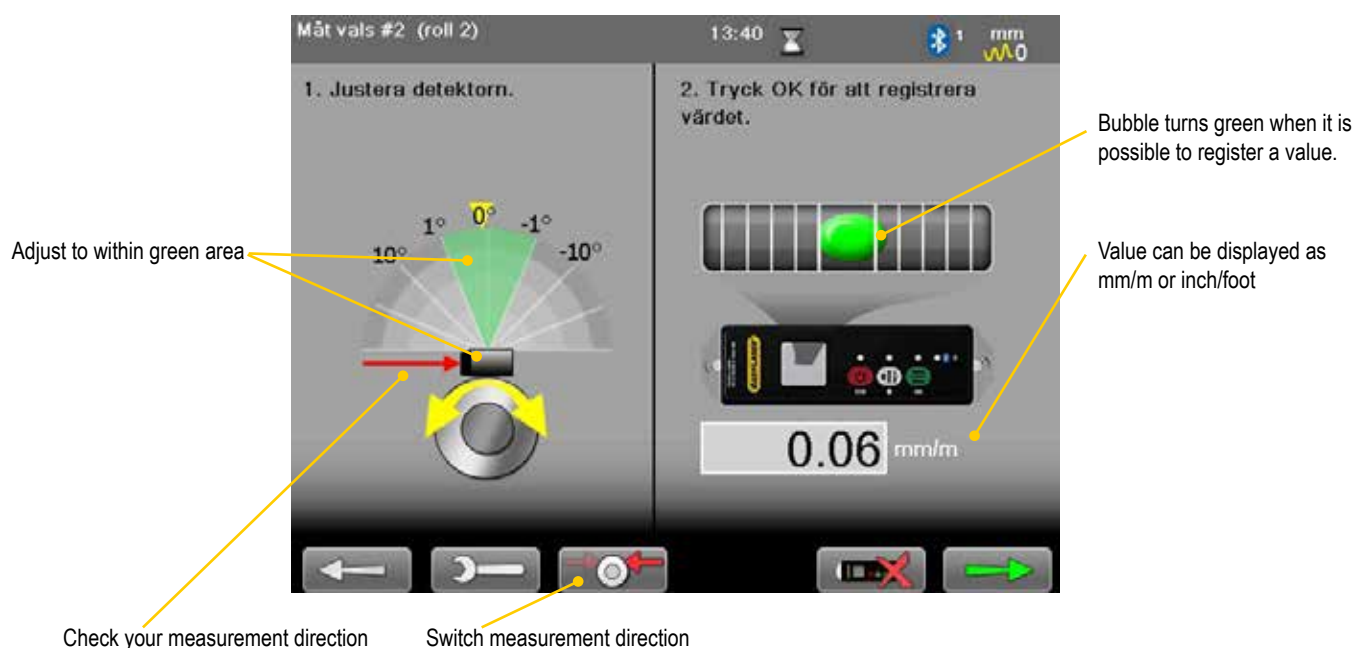 Måt vals #2 (roll 2)
13:40
1
mm
0
1. Justera detektorn.
2. Tryck OK för att registrera
värdet.
Bubble turns green when it is
possible to register a value.
Adjust to within green area
10°
1°
0°
-1°
-10°
Value can be displayed as
mm/m or inch/foot
EASY-LASER
0.06 mm/m
Check your measurement direction
Switch measurement direction